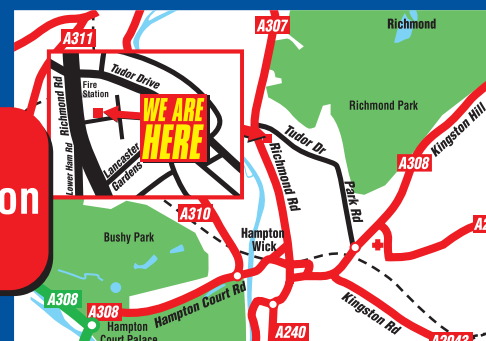 A307
Richmond
A311
Tudor Drive
Fire
Station
Richmond Rd
WE ARE
HERE
Lower Ham Rd
Lancaster
Gardens
Richmond Park
Kingston Hill
Tudor Dr
A308
Richmond Rd
Park Rd
on
A310
Hampton
Wick
Bushy Park
A308
A308
Hampton Court Rd
Hampton
Court Palace
Kingston Rd
A240